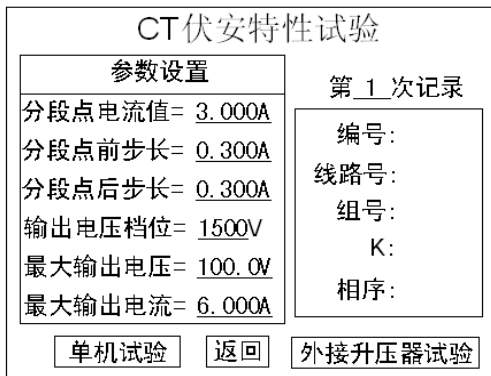 CT伏安特性试验
参数设置
分段点电流值= 3.000A
分段点前步长= 0.300A
分段点后步长= 0.300A
输出电压档位= 1500V
最大输出电压= 100.0V
最大输出电流= 6.000A
第 1 次记录
编号:
线路号:
组号:
K:
相序:
单机试验 返回 外接升压器试验